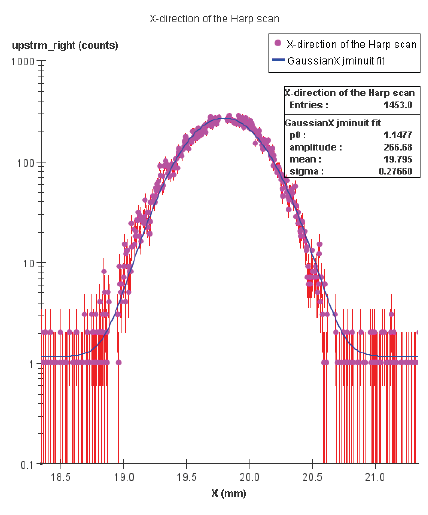 X-direction of the Harp scan
upstrm_right (counts)
X-direction of the Harp scan
GaussianX jminuit fit
X-direction of the Harp scan
Entries : 1453.0
GaussianX jminuit fit
p0 : 1.1477
amplitude : 266.68
mean : 19.795
sigma : 0.27660
1000
100
10
1
0.1
18.5 19.0 19.5 20.0 20.5 21.0
X (mm)